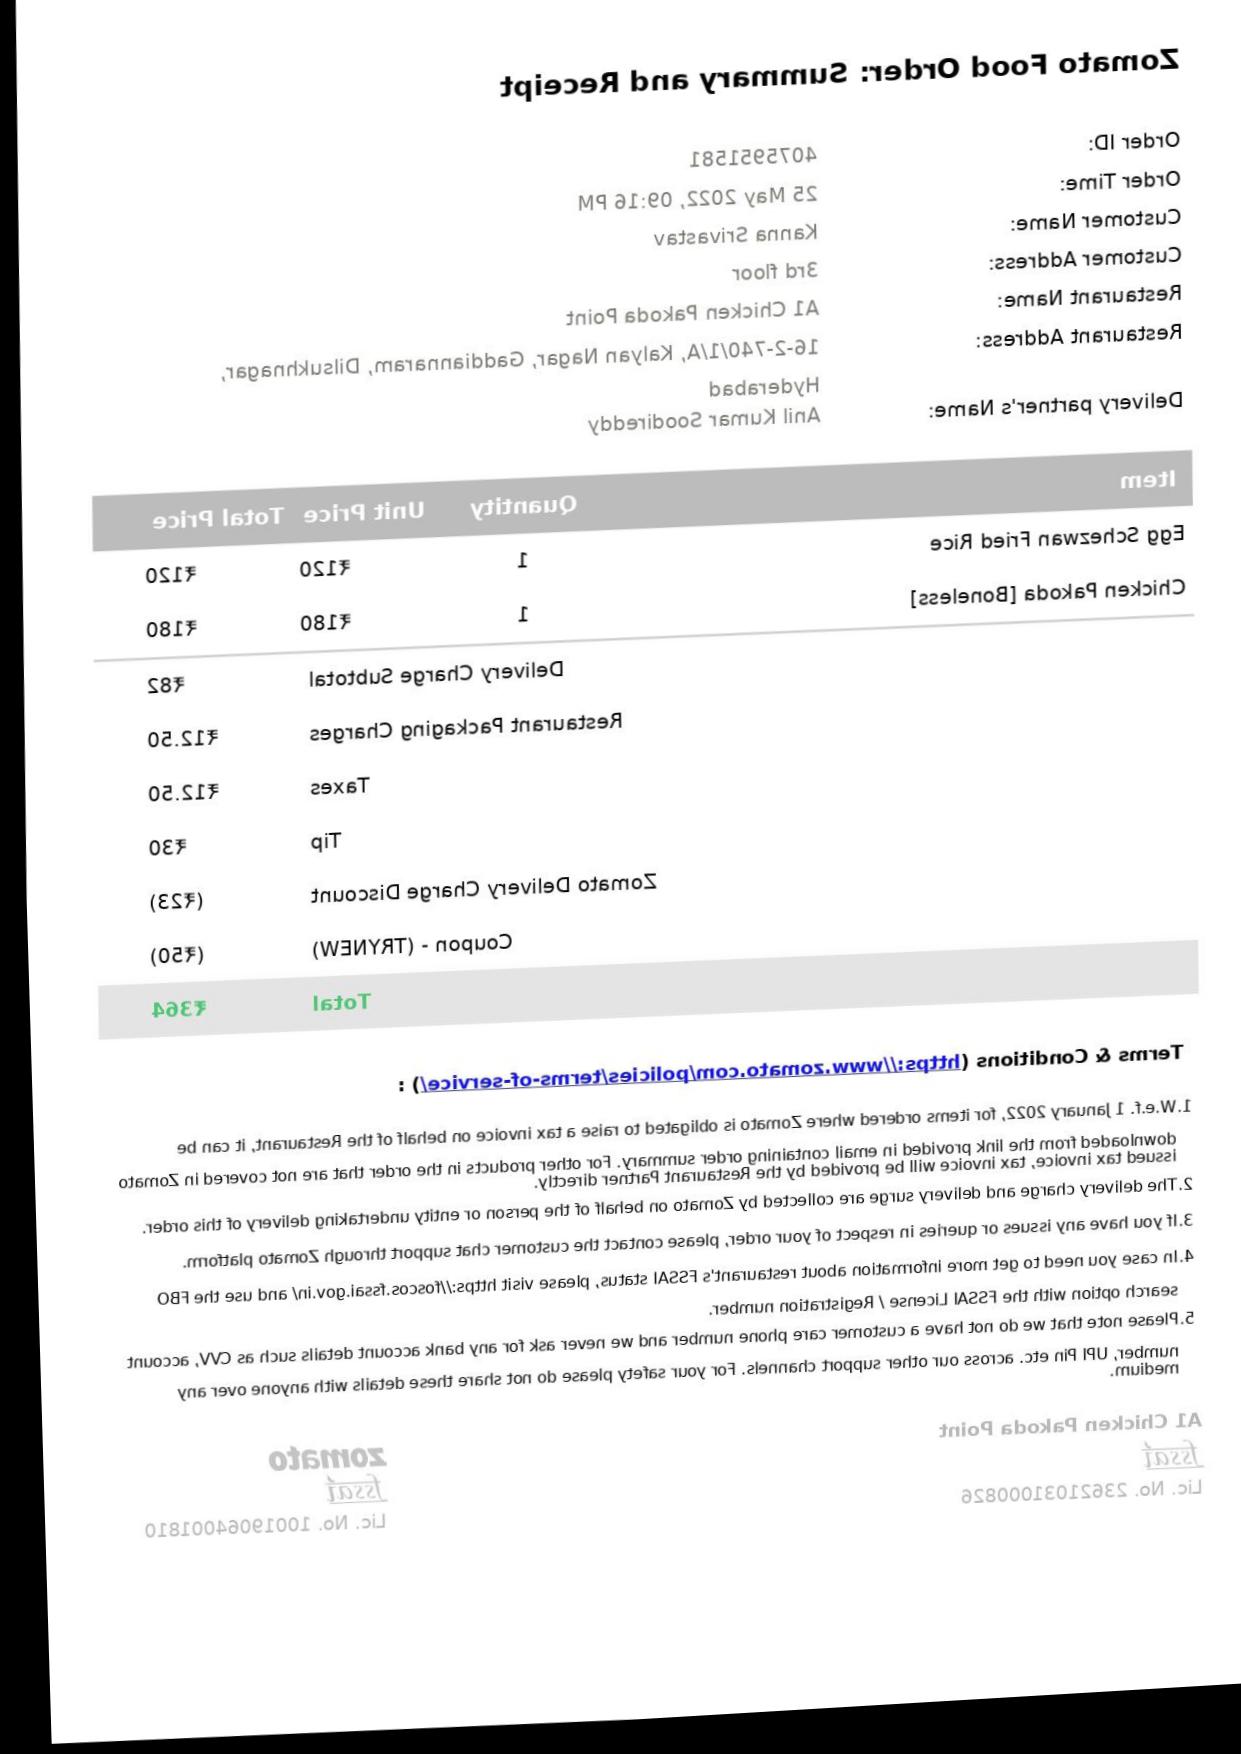 Zomato Food Order: Summary and Receipt
Order ID: 4075951581
Order Time: 25 May 2022, 09:16 PM
Customer Name: Kanna Srivastav
Customer Address: 3rd floor
Restaurant Name: A1 Chicken Pakoda Point
Restaurant Address: 16-2-740/1/A, Kalyan Nagar, Gaddiannaram, Dilsukhnagar,
Hyderabad
Delivery partner's Name: Anil Kumar Soodireddy
Item Quantity Unit Price Total Price
Egg Schezwan Fried Rice 1 ₹120 ₹120
Chicken Pakoda [Boneless] 1 ₹180 ₹180
Delivery Charge Subtotal ₹82
Restaurant Packaging Charges ₹12.50
Taxes ₹12.50
Tip ₹30
Zomato Delivery Charge Discount (₹23)
Coupon - (TRYNEW) (₹50)
Total ₹364
Terms & Conditions (https://www.zomato.com/policies/terms-of-service/) :
1.W.e.f. 1 January 2022, for items ordered where Zomato is obligated to raise a tax invoice on behalf of the Restaurant, it can be
downloaded from the link provided in email containing order summary. For other products in the order that are not covered in Zomato
issued tax invoice, tax invoice will be provided by the Restaurant Partner directly.
2.The delivery charge and delivery surge are collected by Zomato on behalf of the person or entity undertaking delivery of this order.
3.If you have any issues or queries in respect of your order, please contact the customer chat support through Zomato platform.
4.In case you need to get more information about restaurant's FSSAI status, please visit https://foscos.fssai.gov.in/ and use the FBO
search option with the FSSAI License / Registration number.
5.Please note that we do not have a customer care phone number and we never ask for any bank account details such as CVV, account
number, UPI Pin etc. across our other support channels. For your safety please do not share these details with anyone over any
medium.
A1 Chicken Pakoda Point
fssai
Lic. No. 23621031000826
zomato
fssai
Lic. No. 10019064001810